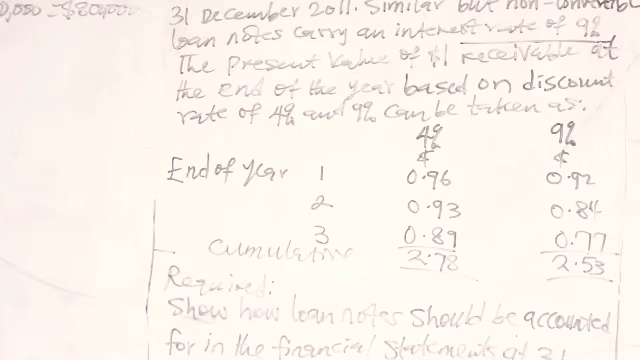 0,000 = $800,000
31 December 2011. Similar but non-convertible
loan notes carry an interest rate of 9%
The present value of $1 receivable at
the end of the year based on discount
rate of 4% and 9% can be taken as:
4% 9%
$ $
End of year 1 0.96 0.92
2 0.93 0.84
3 0.89 0.77
Cumulative 2.78 2.53
Required:
Show how loan notes should be accounted
for in the financial statements at 31